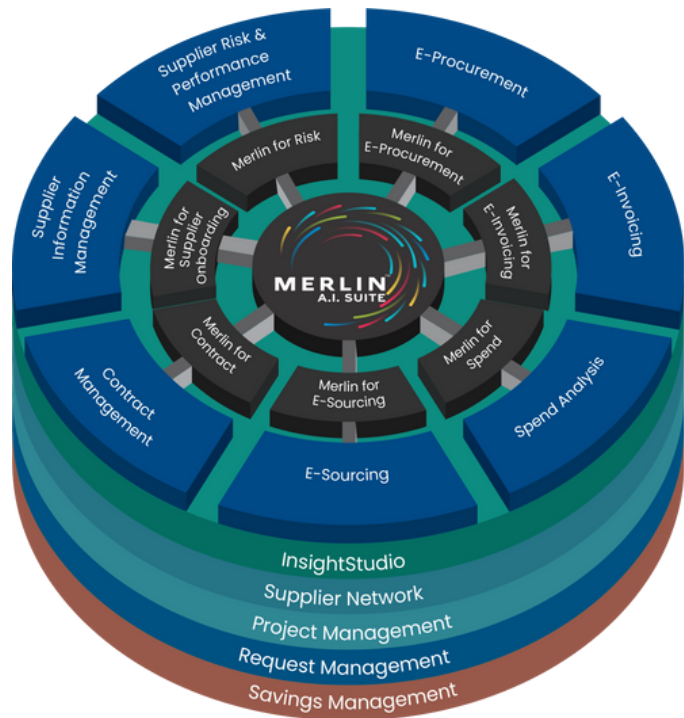 Supplier Risk &
Performance
Management
E-Procurement
E-Invoicing
Spend Analysis
E-Sourcing
Contract
Management
Supplier
Information
Management
Merlin for Risk
Merlin for
E-Procurement
Merlin for
E-Invoicing
Merlin for
Spend
Merlin for
E-Sourcing
Merlin for
Contract
Merlin for
Supplier
Onboarding
MERLIN
A.I. SUITE
InsightStudio
Supplier Network
Project Management
Request Management
Savings Management